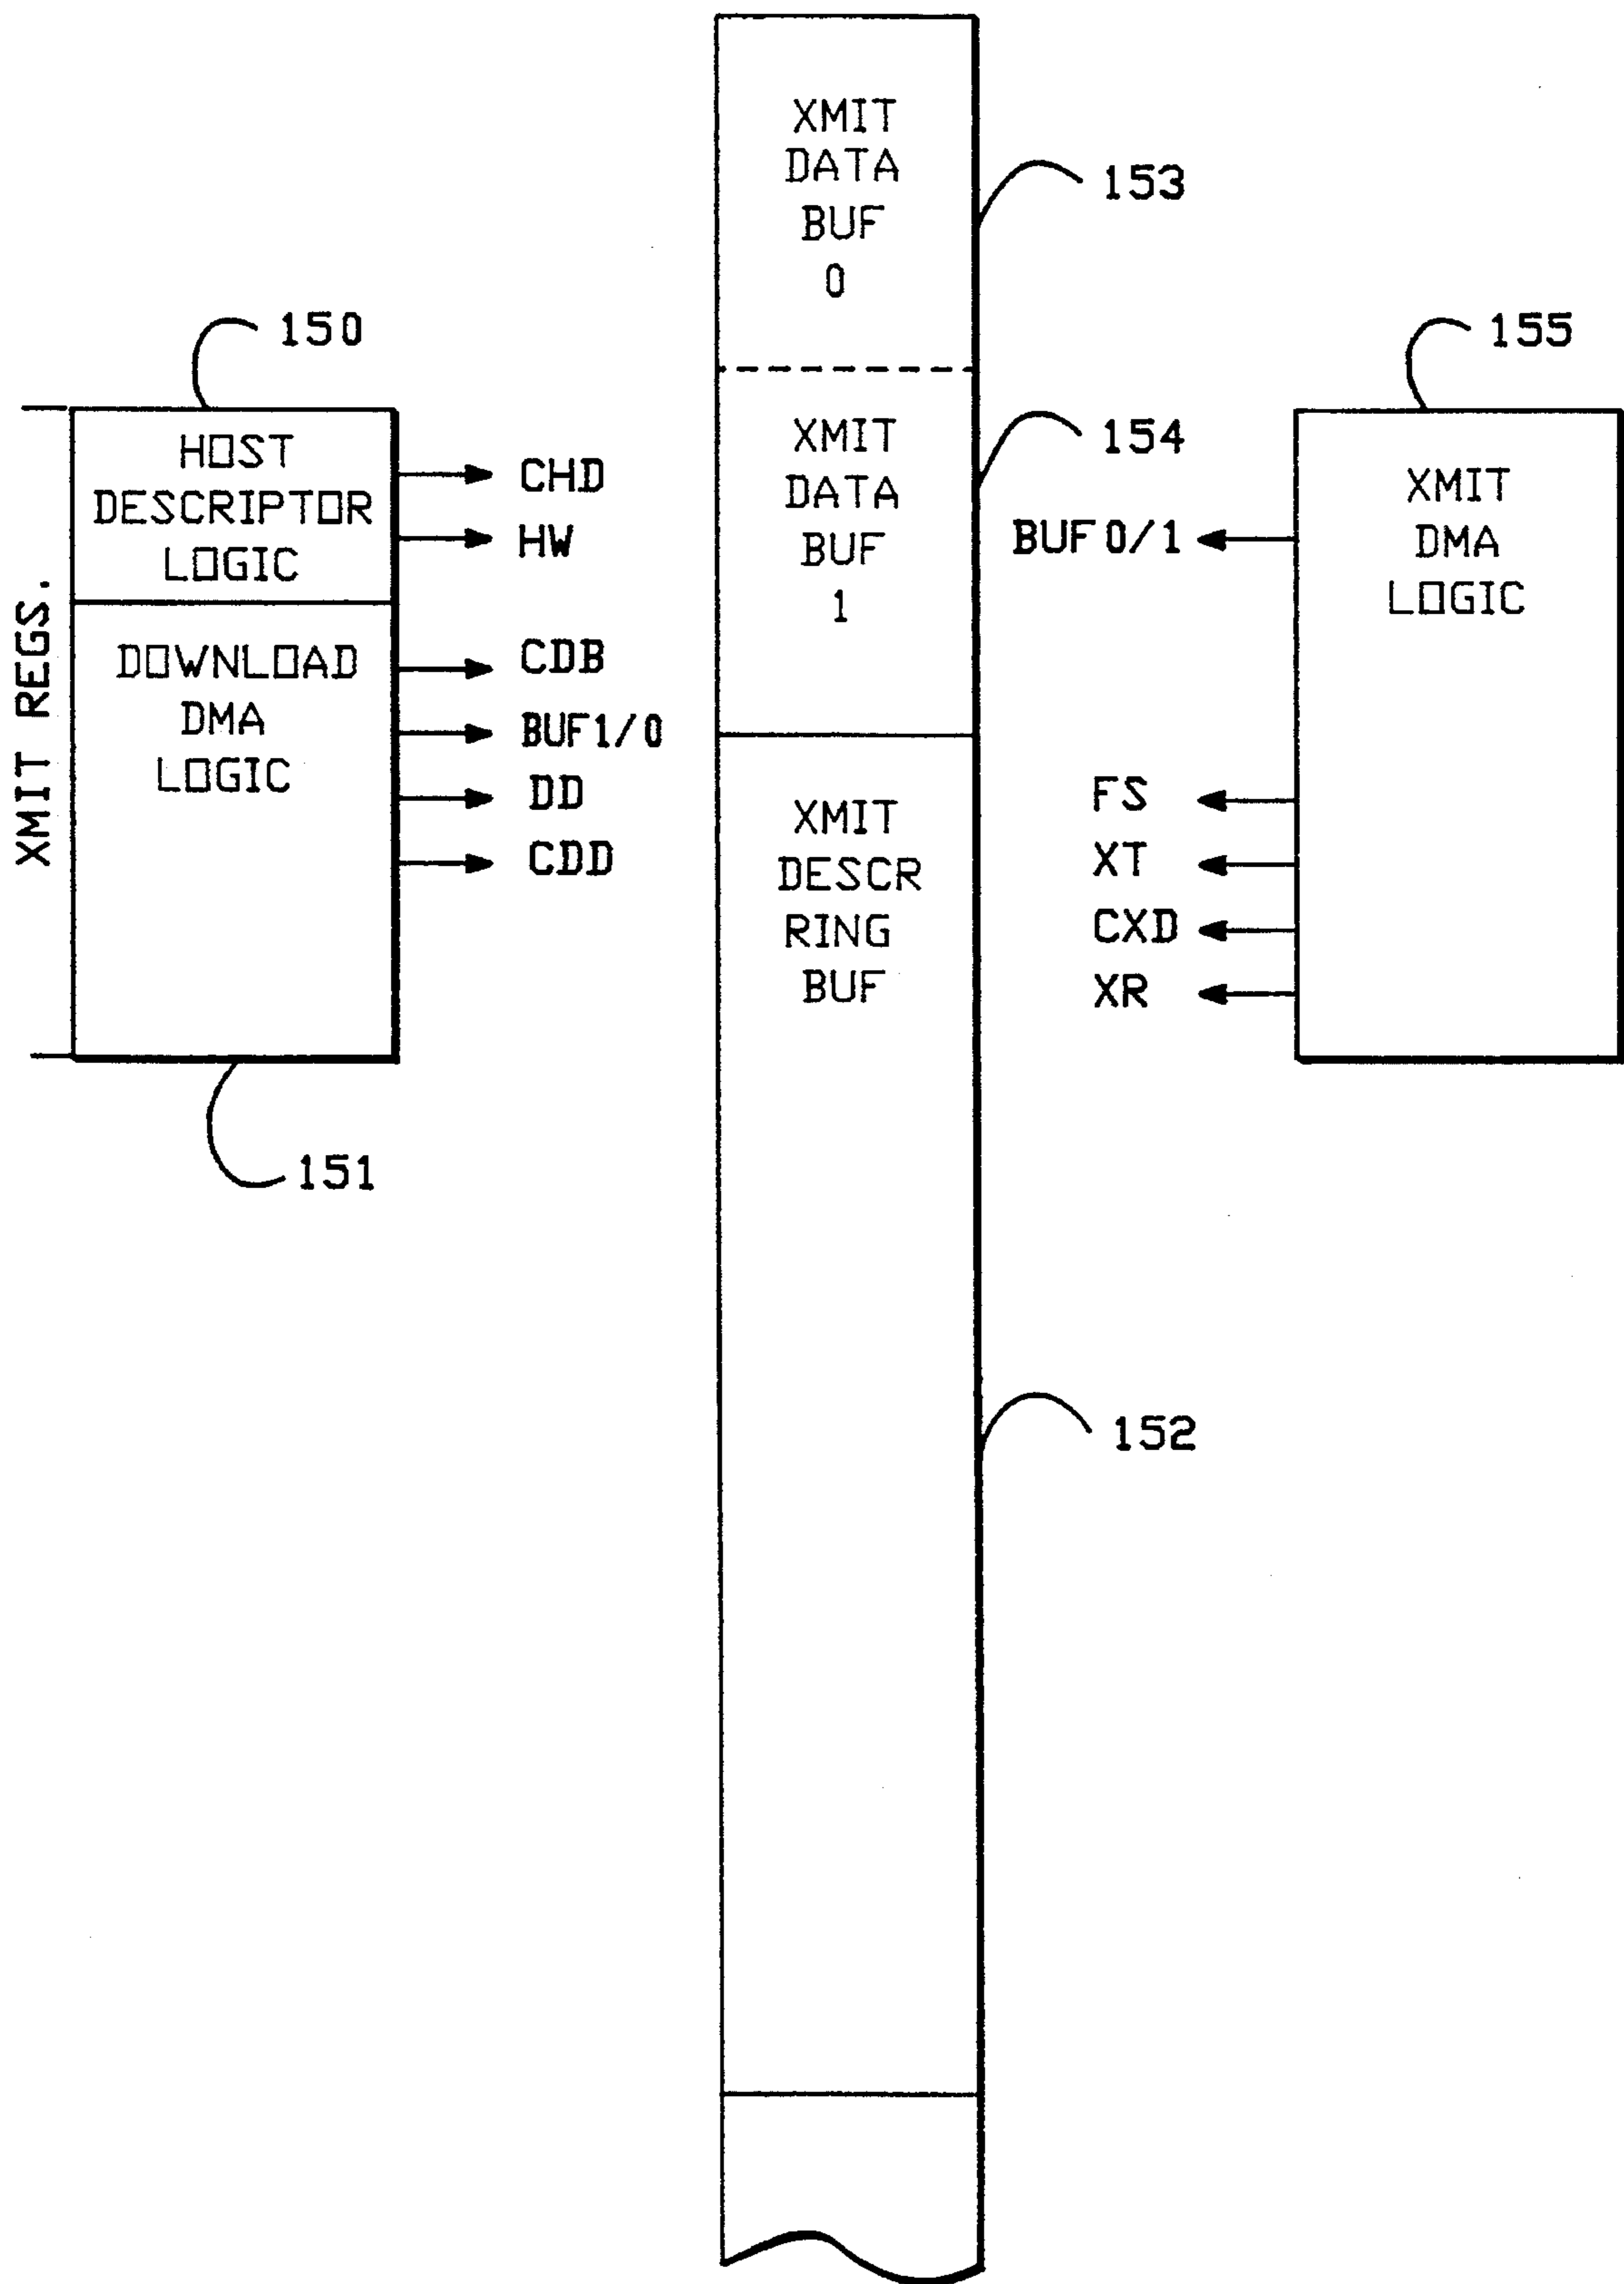 XMIT
DATA
BUF
0
153
150
155
HOST
DESCRIPTOR
LOGIC
CHD
HW
XMIT REGS.
DOWNLOAD
DMA
LOGIC
CDB
BUF1/0
DD
CDD
151
XMIT
DATA
BUF
1
154
XMIT
DESCR
RING
BUF
152
BUF0/1
XMIT
DMA
LOGIC
FS
XT
CXD
XR